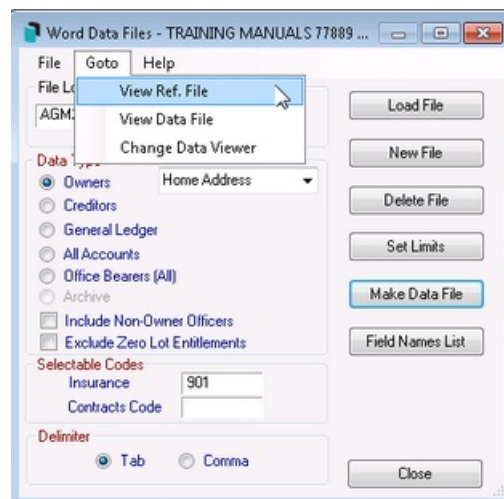 Word Data Files - TRAINING MANUALS 77889 ...
File Goto Help
View Ref. File
View Data File
Change Data Viewer
AGM
Load File
New File
Delete File
Set Limits
Make Data File
Field Names List
Close
Data
Owners
Home Address
Creditors
General Ledger
All Accounts
Office Bearers (All)
Archive
Include Non-Owner Officers
Exclude Zero Lot Entitlements
Selectable Codes
Insurance 901
Contracts Code
Delimiter
Tab Comma